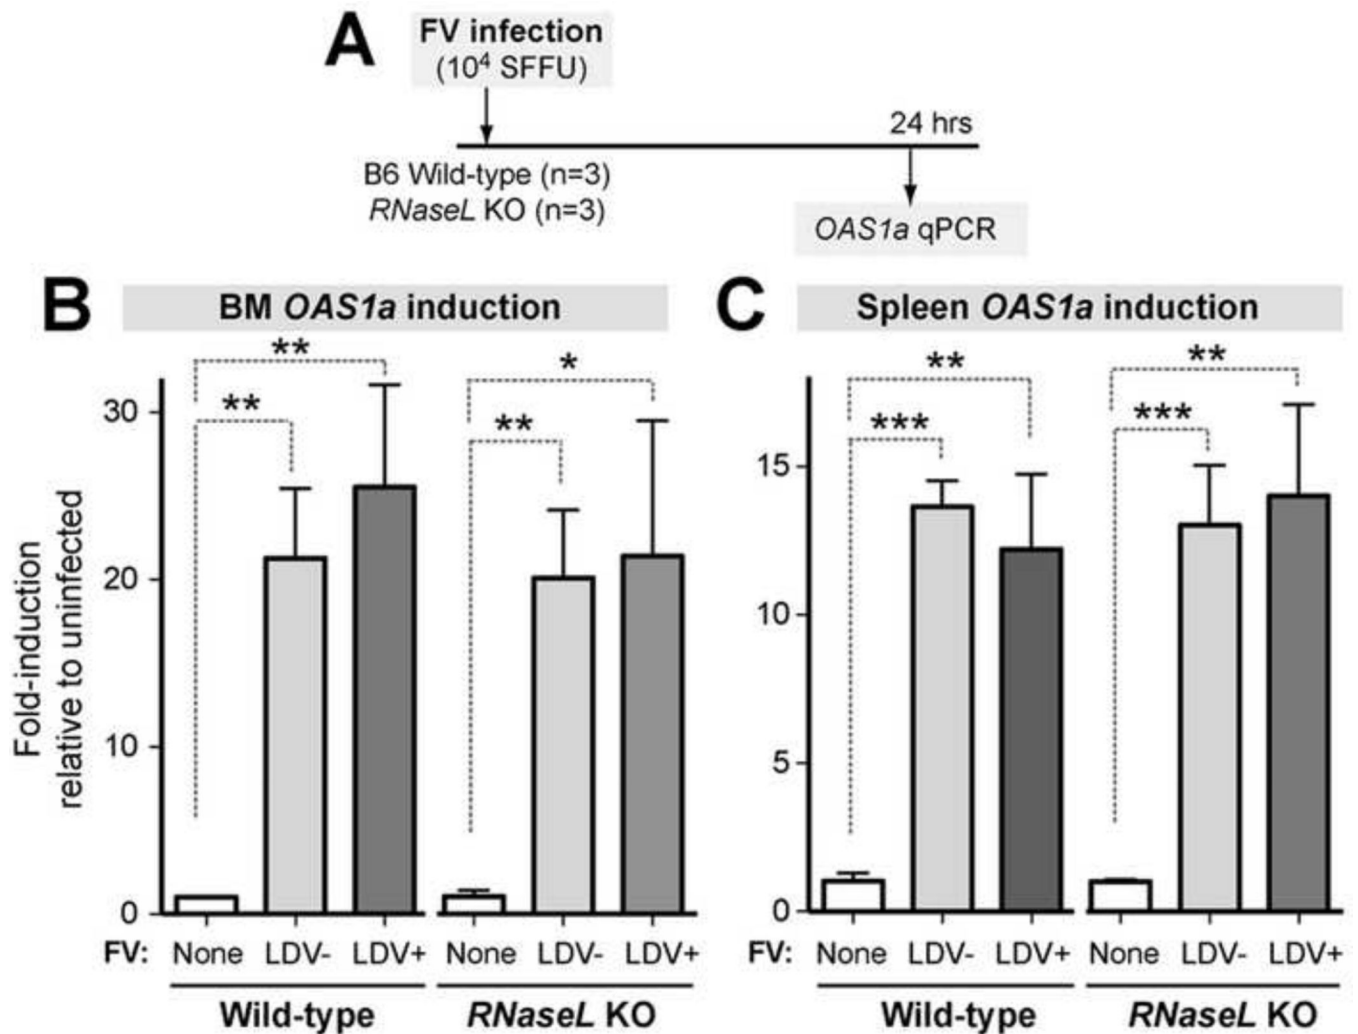 A
FV infection
(10⁴ SFFU)
24 hrs
B6 Wild-type (n=3)
RNaseL KO (n=3)
OAS1a qPCR
B
BM OAS1a induction
Fold-induction
relative to uninfected
30
20
10
0
**
**
*
**
FV: None LDV- LDV+ None LDV- LDV+
Wild-type RNaseL KO
C
Spleen OAS1a induction
15
10
5
0
**
***
**
***
FV: None LDV- LDV+ None LDV- LDV+
Wild-type RNaseL KO